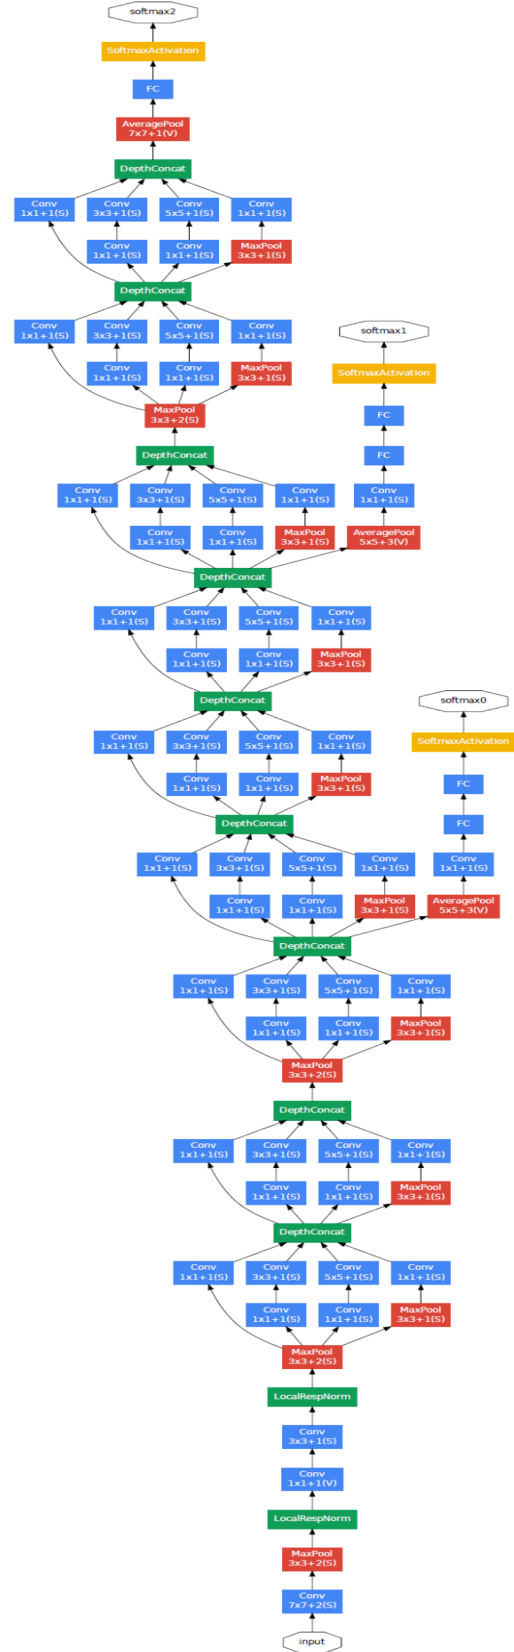 softmax2
SoftmaxActivation
FC
AveragePool
7x7+1(V)
DepthConcat
Conv
1x1+1(S)
Conv
3x3+1(S)
Conv
5x5+1(S)
Conv
1x1+1(S)
Conv
1x1+1(S)
Conv
1x1+1(S)
MaxPool
3x3+1(S)
DepthConcat
Conv
1x1+1(S)
Conv
3x3+1(S)
Conv
5x5+1(S)
Conv
1x1+1(S)
softmax1
Conv
1x1+1(S)
Conv
1x1+1(S)
MaxPool
3x3+1(S)
SoftmaxActivation
MaxPool
3x3+2(S)
FC
DepthConcat
FC
Conv
1x1+1(S)
Conv
3x3+1(S)
Conv
5x5+1(S)
Conv
1x1+1(S)
Conv
1x1+1(S)
Conv
1x1+1(S)
Conv
1x1+1(S)
MaxPool
3x3+1(S)
AveragePool
5x5+3(V)
DepthConcat
Conv
1x1+1(S)
Conv
3x3+1(S)
Conv
5x5+1(S)
Conv
1x1+1(S)
Conv
1x1+1(S)
Conv
1x1+1(S)
MaxPool
3x3+1(S)
DepthConcat
softmax0
Conv
1x1+1(S)
Conv
3x3+1(S)
Conv
5x5+1(S)
Conv
1x1+1(S)
SoftmaxActivation
Conv
1x1+1(S)
Conv
1x1+1(S)
MaxPool
3x3+1(S)
FC
DepthConcat
FC
Conv
1x1+1(S)
Conv
3x3+1(S)
Conv
5x5+1(S)
Conv
1x1+1(S)
Conv
1x1+1(S)
Conv
1x1+1(S)
Conv
1x1+1(S)
MaxPool
3x3+1(S)
AveragePool
5x5+3(V)
DepthConcat
Conv
1x1+1(S)
Conv
3x3+1(S)
Conv
5x5+1(S)
Conv
1x1+1(S)
Conv
1x1+1(S)
Conv
1x1+1(S)
MaxPool
3x3+1(S)
MaxPool
3x3+2(S)
DepthConcat
Conv
1x1+1(S)
Conv
3x3+1(S)
Conv
5x5+1(S)
Conv
1x1+1(S)
Conv
1x1+1(S)
Conv
1x1+1(S)
MaxPool
3x3+1(S)
DepthConcat
Conv
1x1+1(S)
Conv
3x3+1(S)
Conv
5x5+1(S)
Conv
1x1+1(S)
Conv
1x1+1(S)
Conv
1x1+1(S)
MaxPool
3x3+1(S)
MaxPool
3x3+2(S)
LocalRespNorm
Conv
3x3+1(S)
Conv
1x1+1(V)
LocalRespNorm
MaxPool
3x3+2(S)
Conv
7x7+2(S)
input